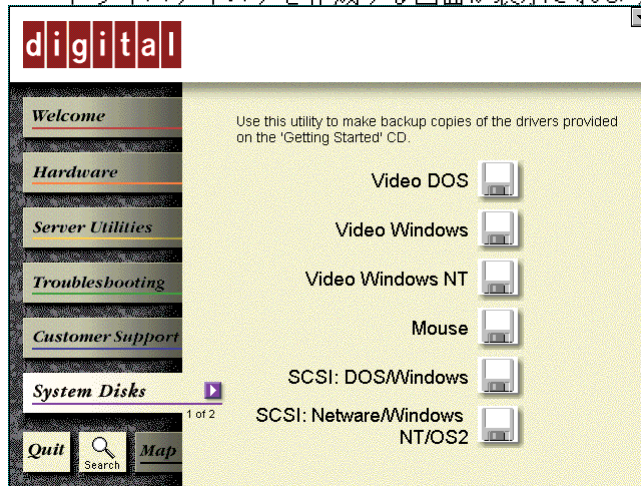 digital
Welcome
Hardware
Server Utilities
Troubleshooting
Customer Support
System Disks
1 of 2
Quit
Search
Map
Use this utility to make backup copies of the drivers provided
on the 'Getting Started' CD.
Video DOS
Video Windows
Video Windows NT
Mouse
SCSI: DOS/Windows
SCSI: Netware/Windows
NT/OS2